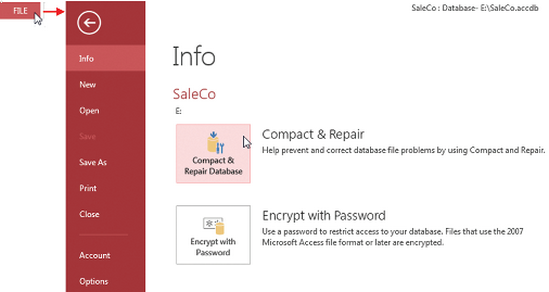 FILE
SaleCo : Database- E:\SaleCo.accdb
Info
New
Open
Save
Save As
Print
Close
Account
Options
Info
SaleCo
E:
Compact &
Repair Database
Compact & Repair
Help prevent and correct database file problems by using Compact and Repair.
Encrypt with
Password
Encrypt with Password
Use a password to restrict access to your database. Files that use the 2007
Microsoft Access file format or later are encrypted.